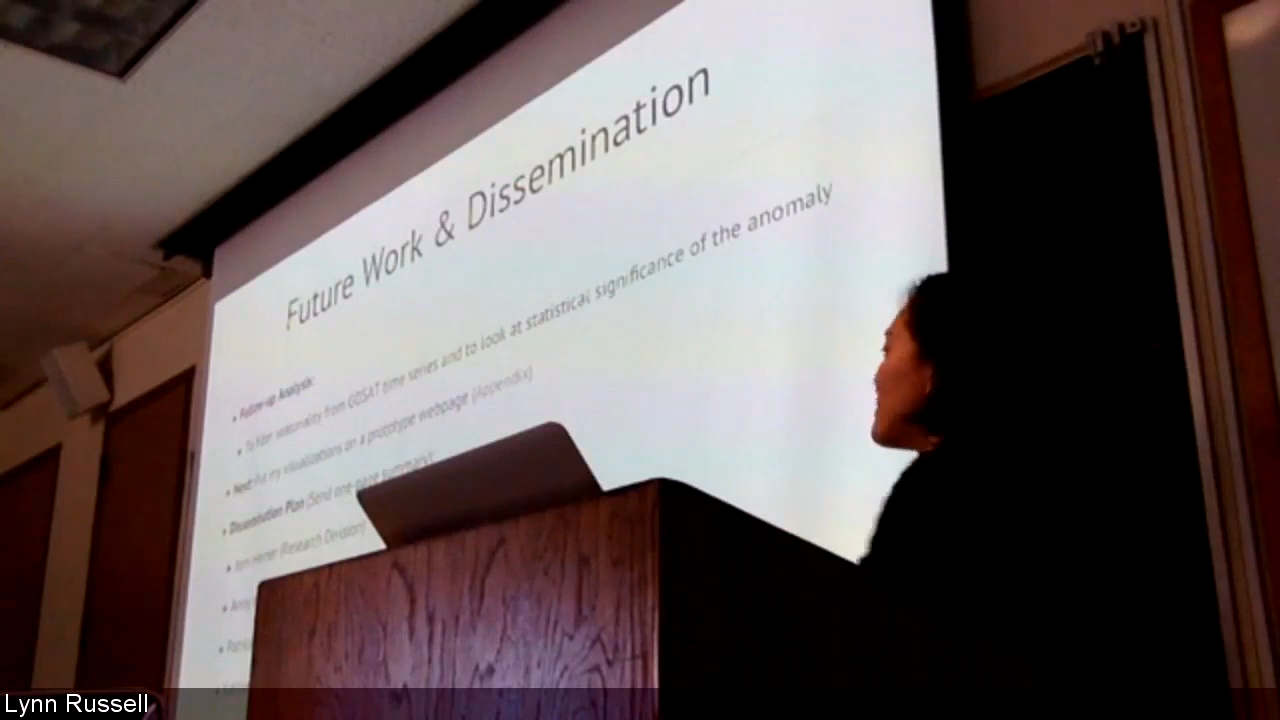 Future Work & Dissemination
Follow-up Analysis:
To filter seasonality from GOSAT time series and to look at statistical significance of the anomaly
Next: Put my visualizations on a prototype webpage (Appendix)
Dissemination Plan (Send one-page summary):
(Research Division)
Lynn Russell